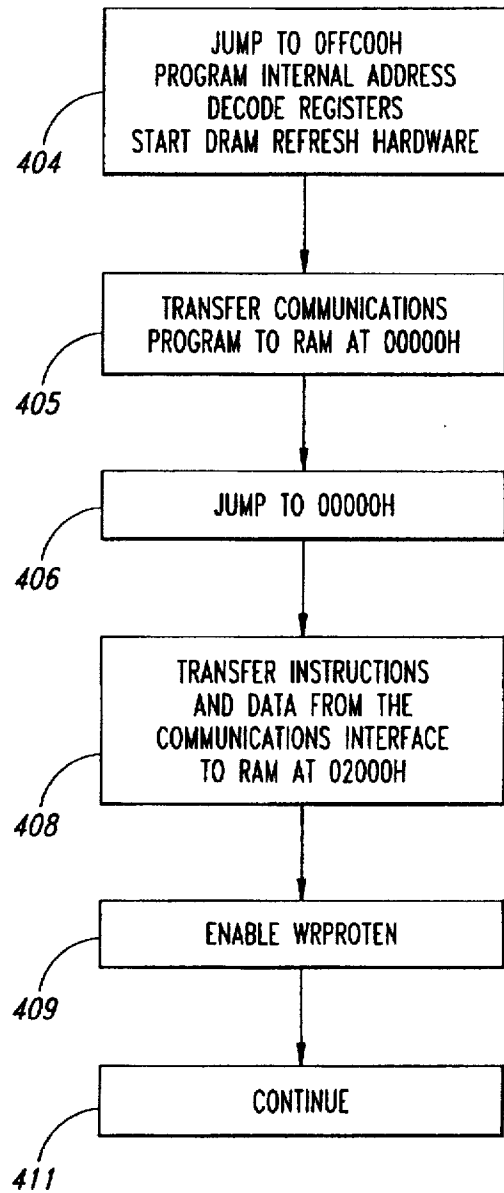 JUMP TO OFFC00H
PROGRAM INTERNAL ADDRESS
DECODE REGISTERS
START DRAM REFRESH HARDWARE
404
TRANSFER COMMUNICATIONS
PROGRAM TO RAM AT 00000H
405
JUMP TO 00000H
406
TRANSFER INSTRUCTIONS
AND DATA FROM THE
COMMUNICATIONS INTERFACE
TO RAM AT 02000H
408
ENABLE WRPROTEN
409
CONTINUE
411